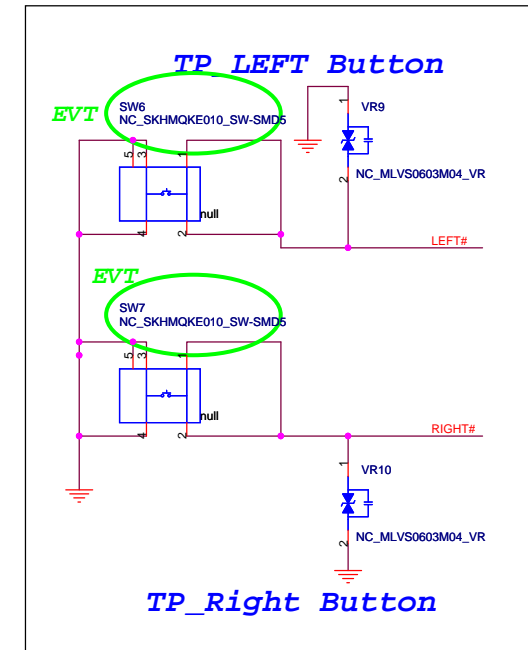 TP_LEFT Button
EVT
SW6
NC_SKHMQKE010_SW-SMD5
1
VR9
5
3
1
2
NC_MLVS0603M04_VR
null
4
2
LEFT#
EVT
SW7
NC_SKHMQKE010_SW-SMD5
5
3
1
null
4
2
RIGHT#
1
VR10
2
NC_MLVS0603M04_VR
TP_Right Button